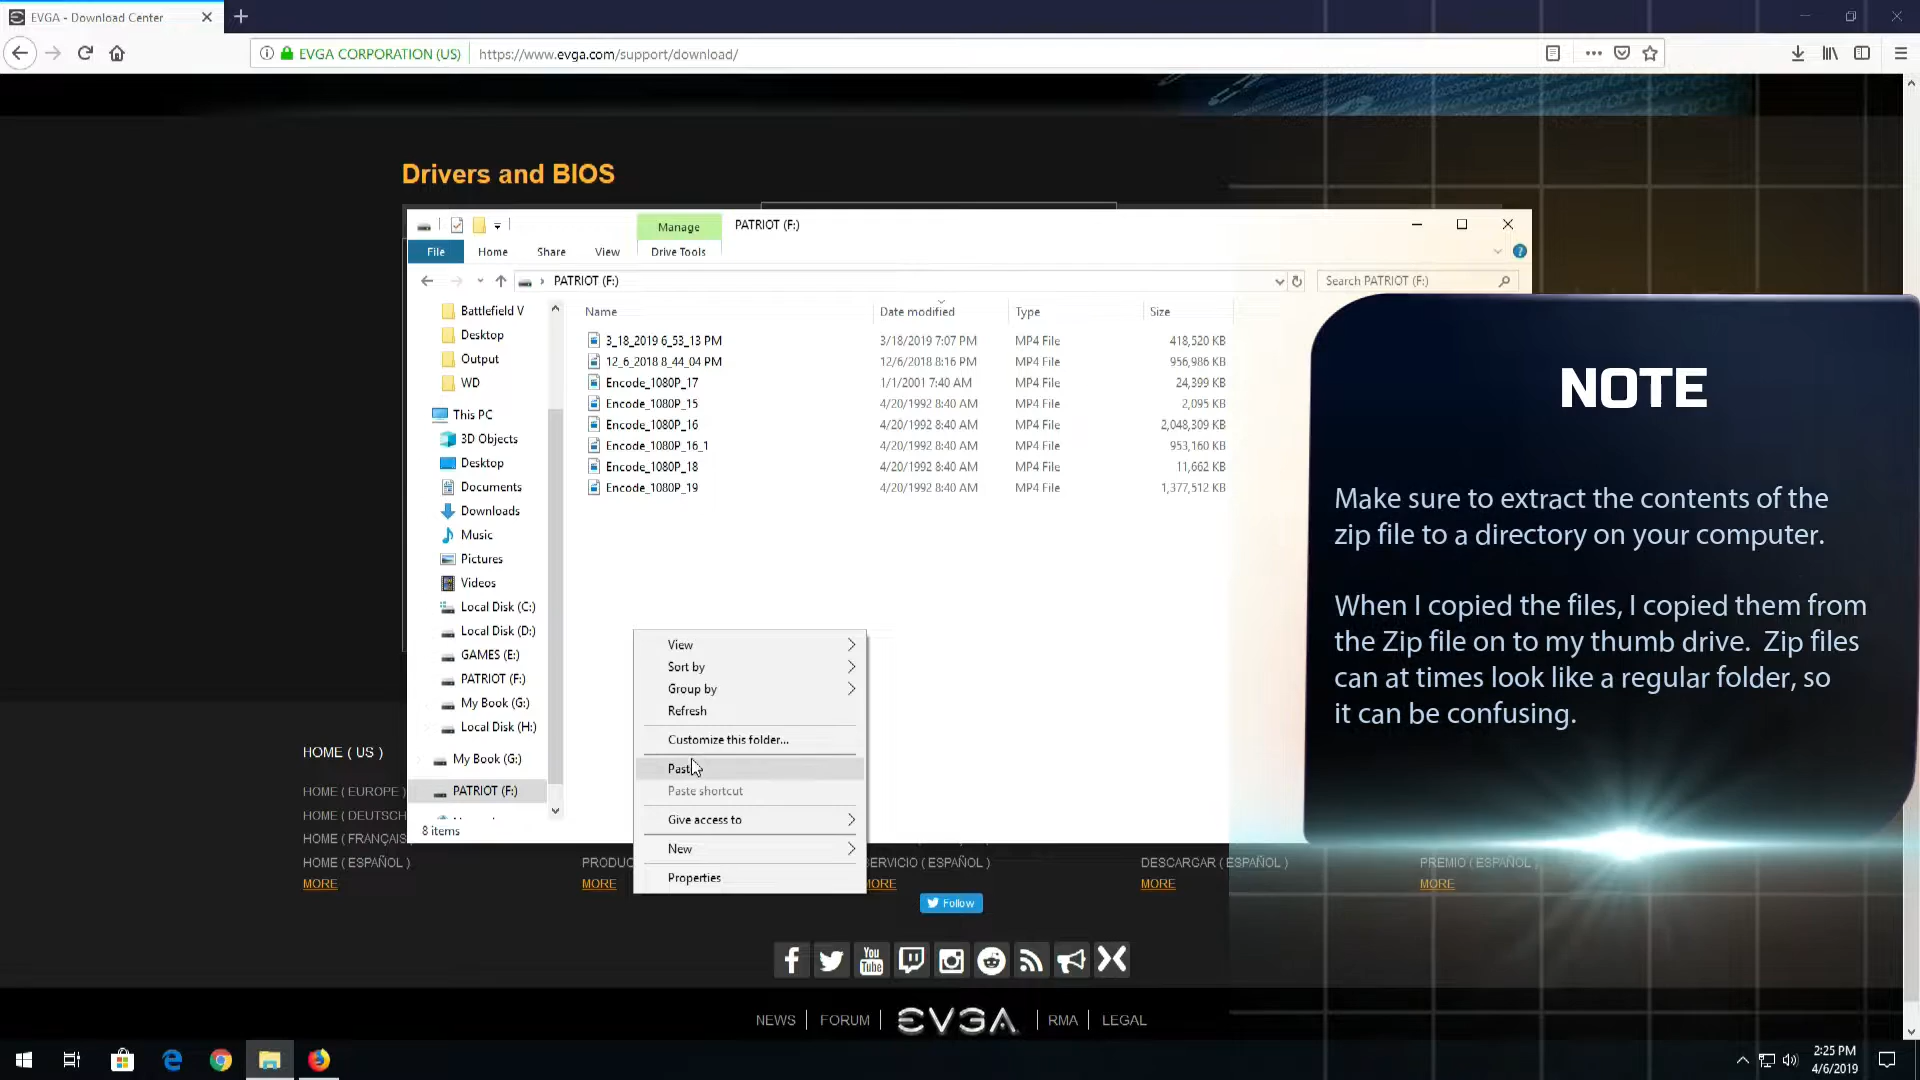 EVGA - Download Center
EVGA CORPORATION (US)
https://www.evga.com/support/download/
Drivers and BIOS
Manage
PATRIOT (F:)
File
Home
Share
View
Drive Tools
PATRIOT (F:)
Search PATRIOT (F:)
Battlefield V
Desktop
Output
WD
This PC
3D Objects
Desktop
Documents
Downloads
Music
Pictures
Videos
Local Disk (C:)
Local Disk (D:)
GAMES (E:)
PATRIOT (F:)
My Book (G:)
Local Disk (H:)
My Book (G:)
PATRIOT (F:)
8 items
Name Date modified Type Size
3_18_2019 6_53_13 PM 3/18/2019 7:07 PM MP4 File 418,520 KB
12_6_2018 8_44_04 PM 12/6/2018 8:16 PM MP4 File 956,986 KB
Encode_1080P_17 1/1/2001 7:40 AM MP4 File 24,399 KB
Encode_1080P_15 4/20/1992 8:40 AM MP4 File 2,095 KB
Encode_1080P_16 4/20/1992 8:40 AM MP4 File 2,048,309 KB
Encode_1080P_16_1 4/20/1992 8:40 AM MP4 File 953,160 KB
Encode_1080P_18 4/20/1992 8:40 AM MP4 File 11,662 KB
Encode_1080P_19 4/20/1992 8:40 AM MP4 File 1,377,512 KB
View
Sort by
Group by
Refresh
Customize this folder...
Paste shortcut
Give access to
New
Properties
NOTE
Make sure to extract the contents of the
zip file to a directory on your computer.
When I copied the files, I copied them from
the Zip file on to my thumb drive. Zip files
can at times look like a regular folder, so
it can be confusing.
HOME ( US )
HOME ( EUROPE )
HOME ( DEUTSCH
HOME ( FRANÇAIS
HOME ( ESPAÑOL )
MORE
PRODUC
MORE
ERVICIO ( ESPAÑOL )
MORE
DESCARGAR ( ESPAÑOL )
MORE
PREMIO ( ESPAÑOL )
MORE
Follow
You
Tube
NEWS
FORUM
EVGA
RMA
LEGAL
2:25 PM
4/6/2019